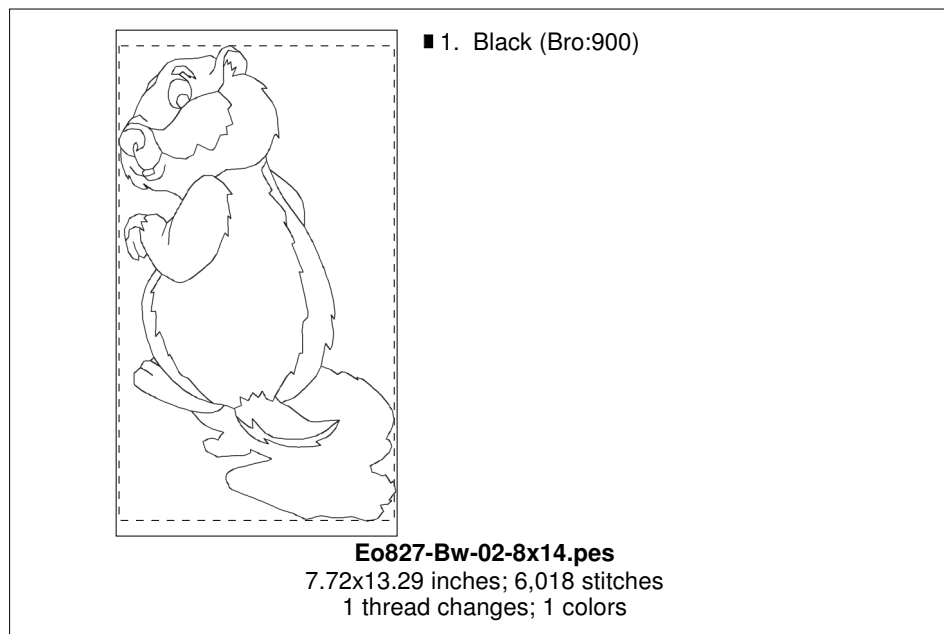 1. Black (Bro:900)
Eo827-Bw-02-8x14.pes
7.72x13.29 inches; 6,018 stitches
1 thread changes; 1 colors